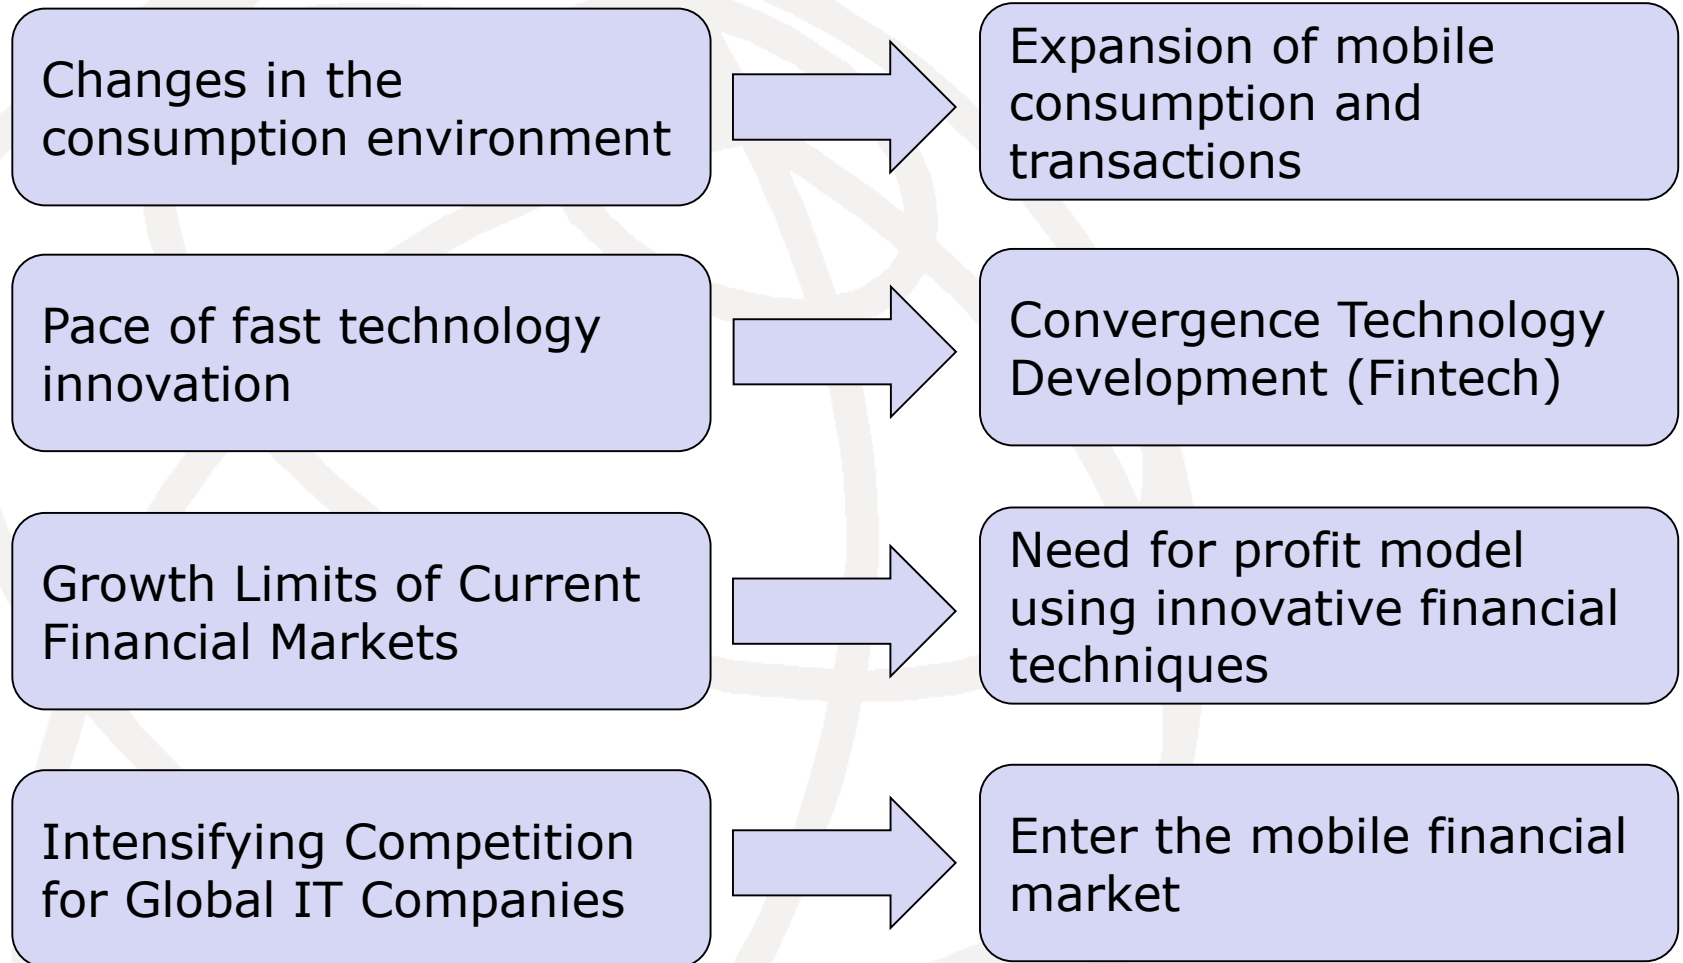 Changes in the
consumption environment
Expansion of mobile
consumption and
transactions
Pace of fast technology
innovation
Convergence Technology
Development (Fintech)
Growth Limits of Current
Financial Markets
Need for profit model
using innovative financial
techniques
Intensifying Competition
for Global IT Companies
Enter the mobile financial
market